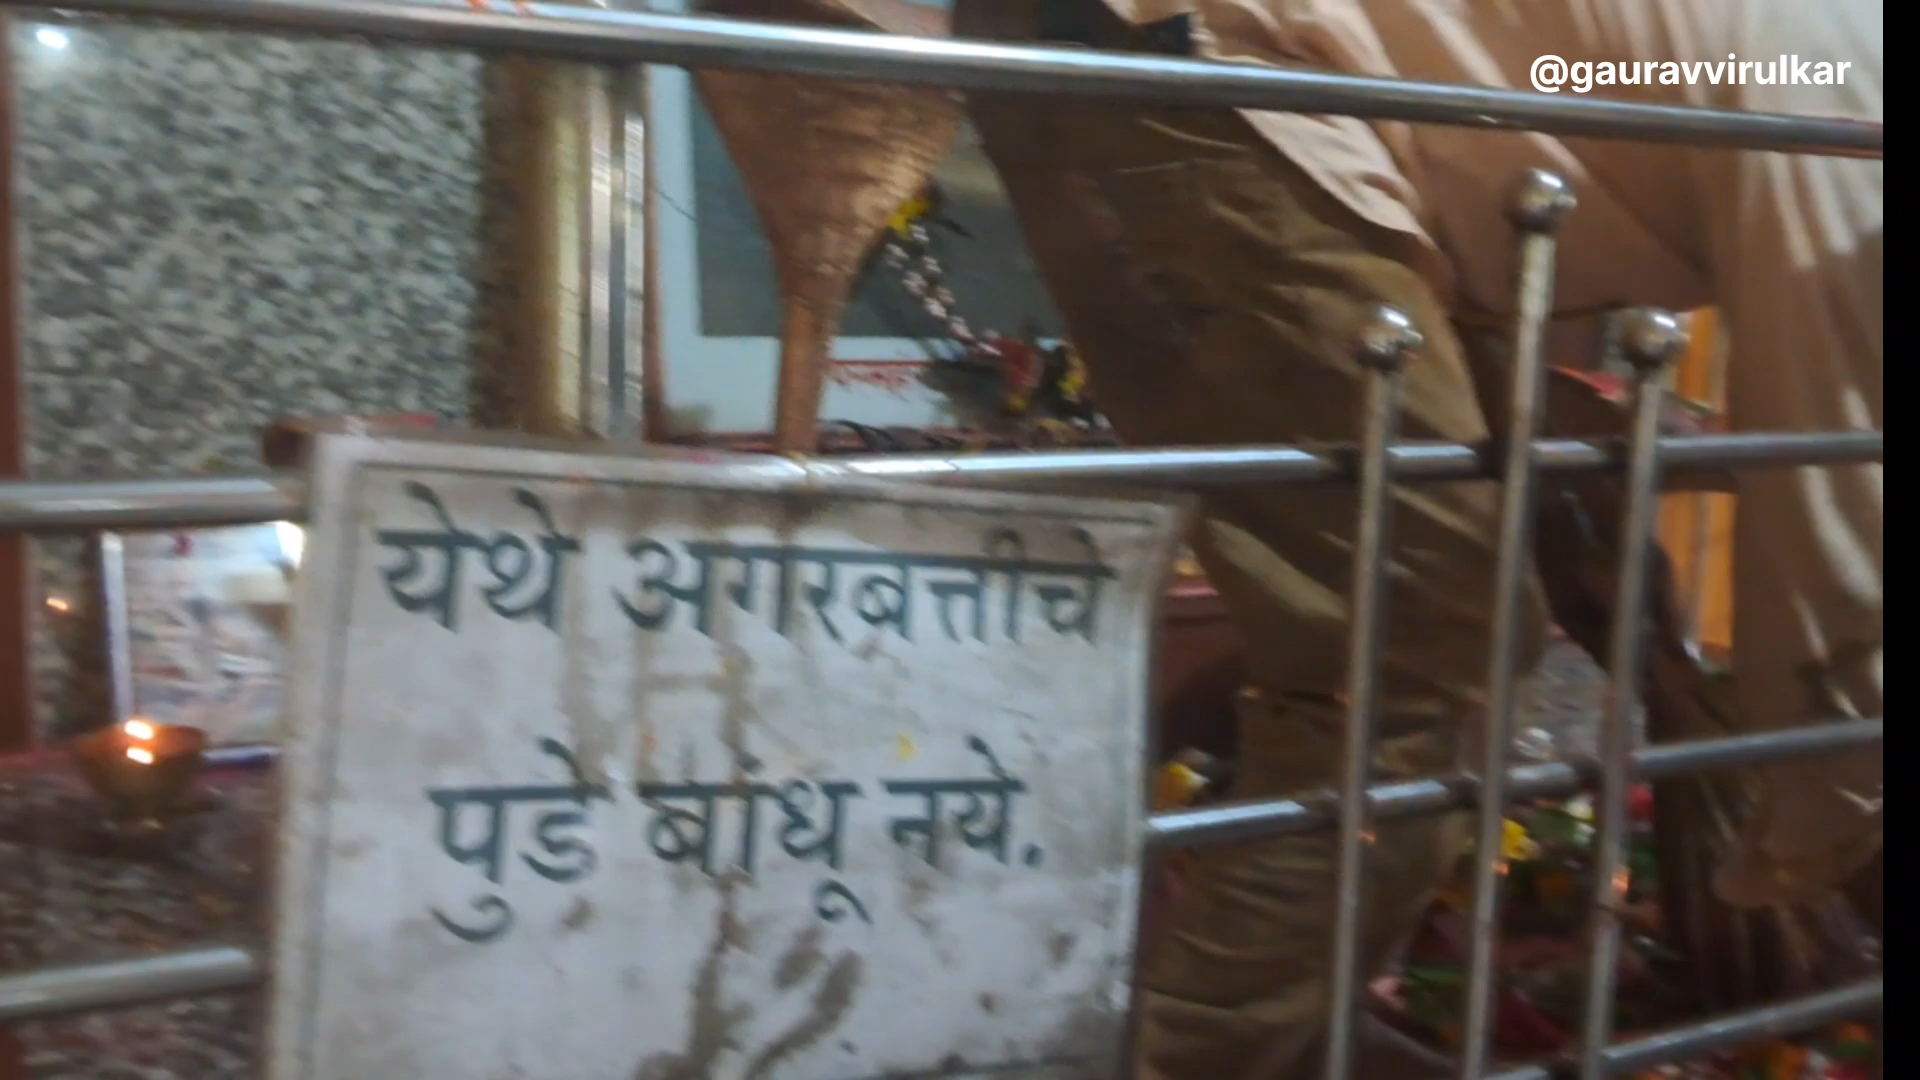 @gauravvirulkar
येथे अगरबत्तीचे
पुडे बांधू नये.